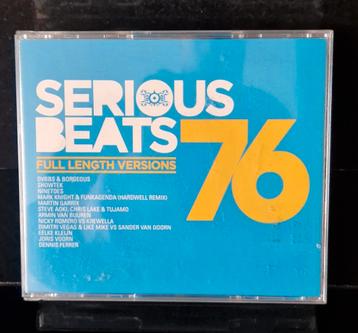 SERIOUS
BEATS
76
FULL LENGTH VERSIONS
DVBBS & BORGEOUS
SHOWTEK
NINETOES
MARK KNIGHT & FUNKAGENDA (HARDWELL REMIX)
MARTIN GARRIX
STEVE AOKI, CHRIS LAKE & TUJAMO
ARMIN VAN BUUREN
NICKY ROMERO VS KREWELLA
DIMITRI VEGAS & LIKE MIKE VS SANDER VAN DOORN
EELKE KLEIJN
JORIS VOORN
DENNIS FERRER